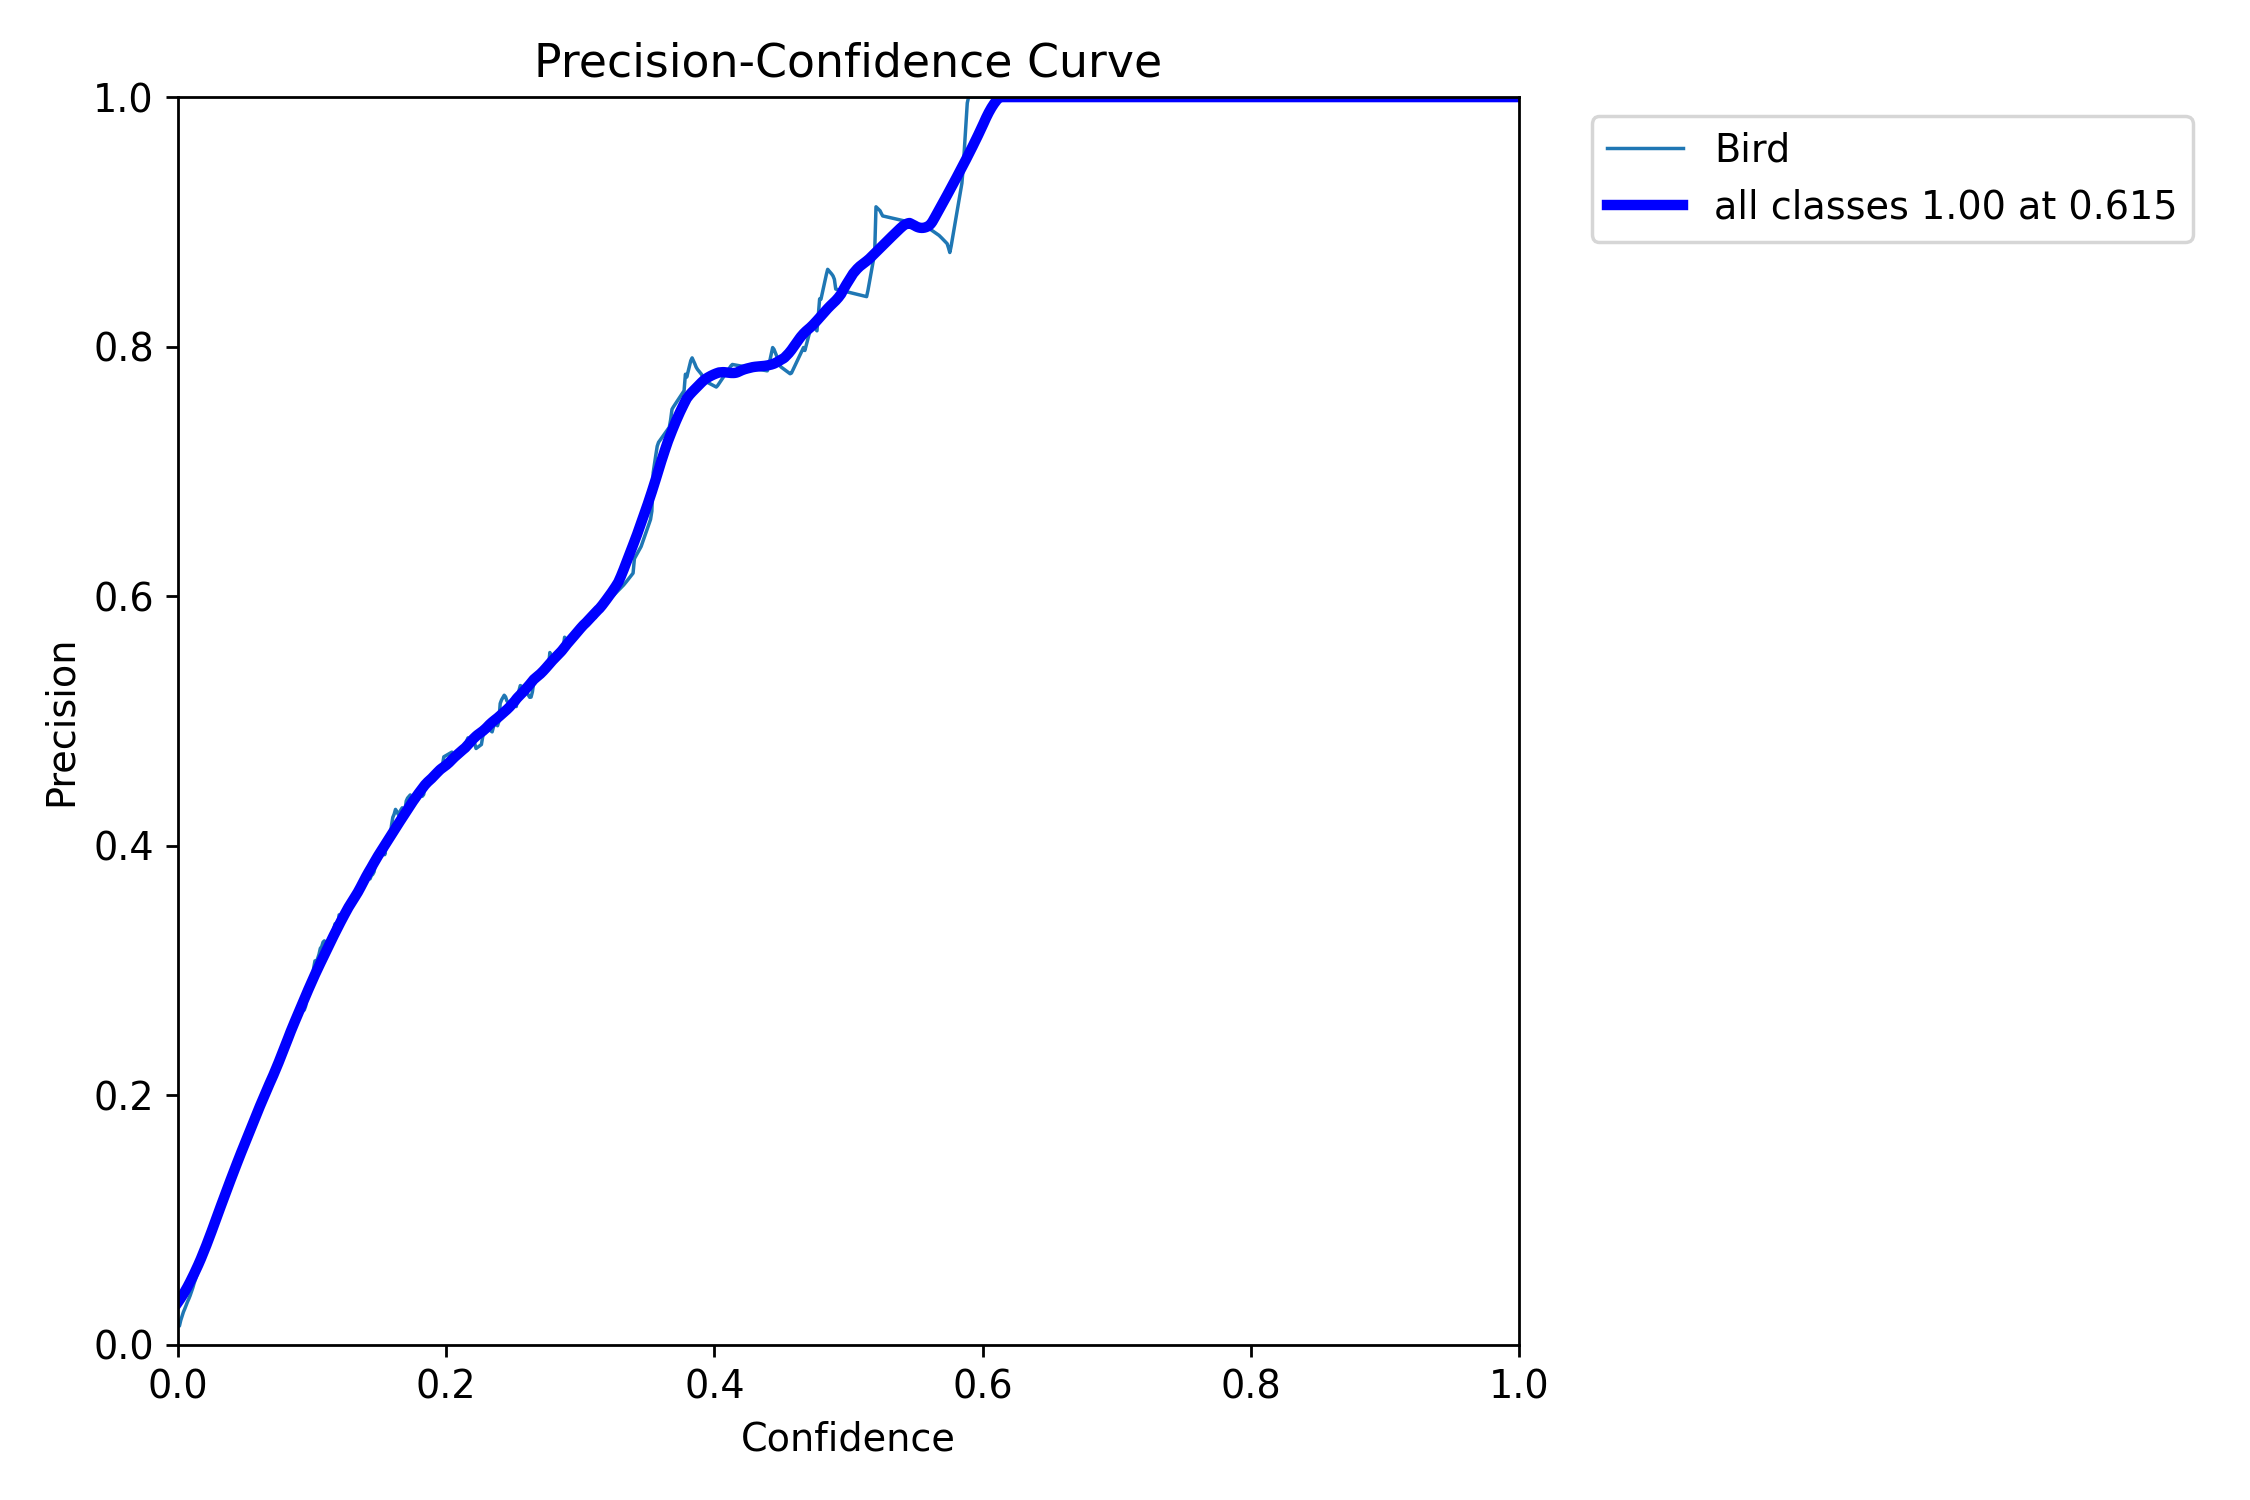 Precision-Confidence Curve
Bird
all classes 1.00 at 0.615
Precision
1.0
0.8
0.6
0.4
0.2
0.0
0.0 0.2 0.4 0.6 0.8 1.0
Confidence